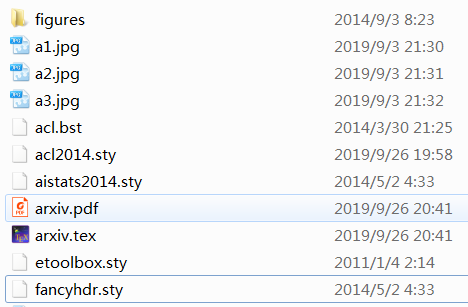 figures 2014/9/3 8:23
a1.jpg 2019/9/3 21:30
a2.jpg 2019/9/3 21:31
a3.jpg 2019/9/3 21:32
acl.bst 2014/3/30 21:25
acl2014.sty 2019/9/26 19:58
aistats2014.sty 2014/5/2 4:33
arxiv.pdf 2019/9/26 20:41
arxiv.tex 2019/9/26 20:41
etoolbox.sty 2011/1/4 2:14
fancyhdr.sty 2014/5/2 4:33